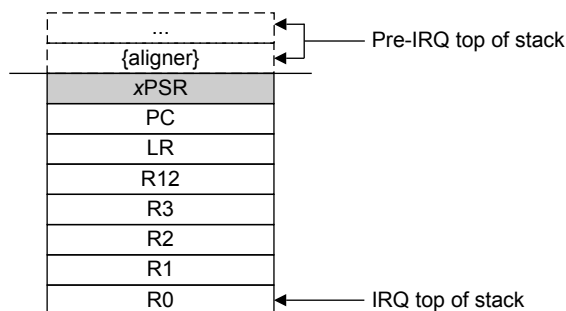 ...
Pre-IRQ top of stack
{aligner}
xPSR
PC
LR
R12
R3
R2
R1
R0
IRQ top of stack